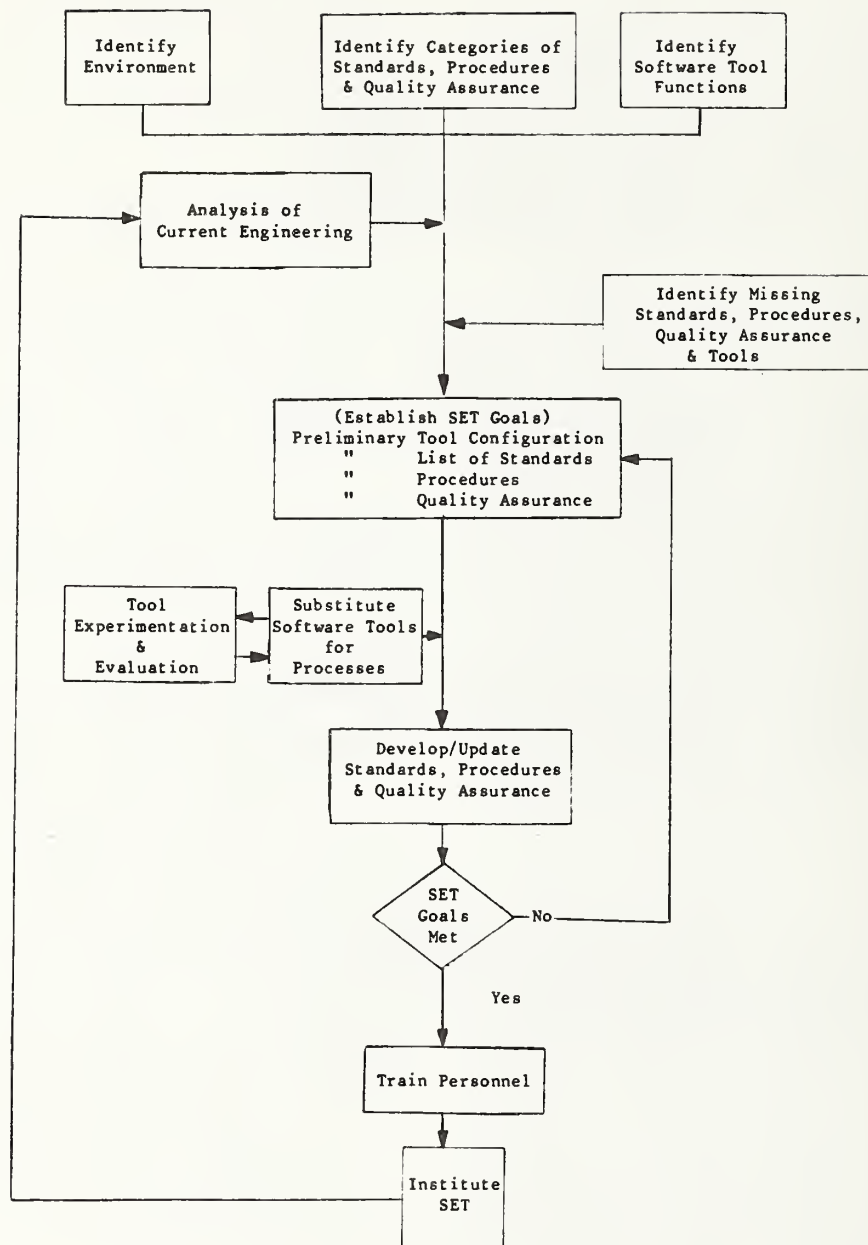 Identify
Environment
Identify Categories of
Standards, Procedures
& Quality Assurance
Identify
Software Tool
Functions
Analysis of
Current Engineering
Identify Missing
Standards, Procedures,
Quality Assurance
& Tools
(Establish SET Goals)
Preliminary Tool Configuration
" List of Standards
" Procedures
" Quality Assurance
Tool
Experimentation
&
Evaluation
Substitute
Software Tools
for
Processes
Develop/Update
Standards, Procedures
& Quality Assurance
SET
Goals
Met
No
Yes
Train Personnel
Institute
SET